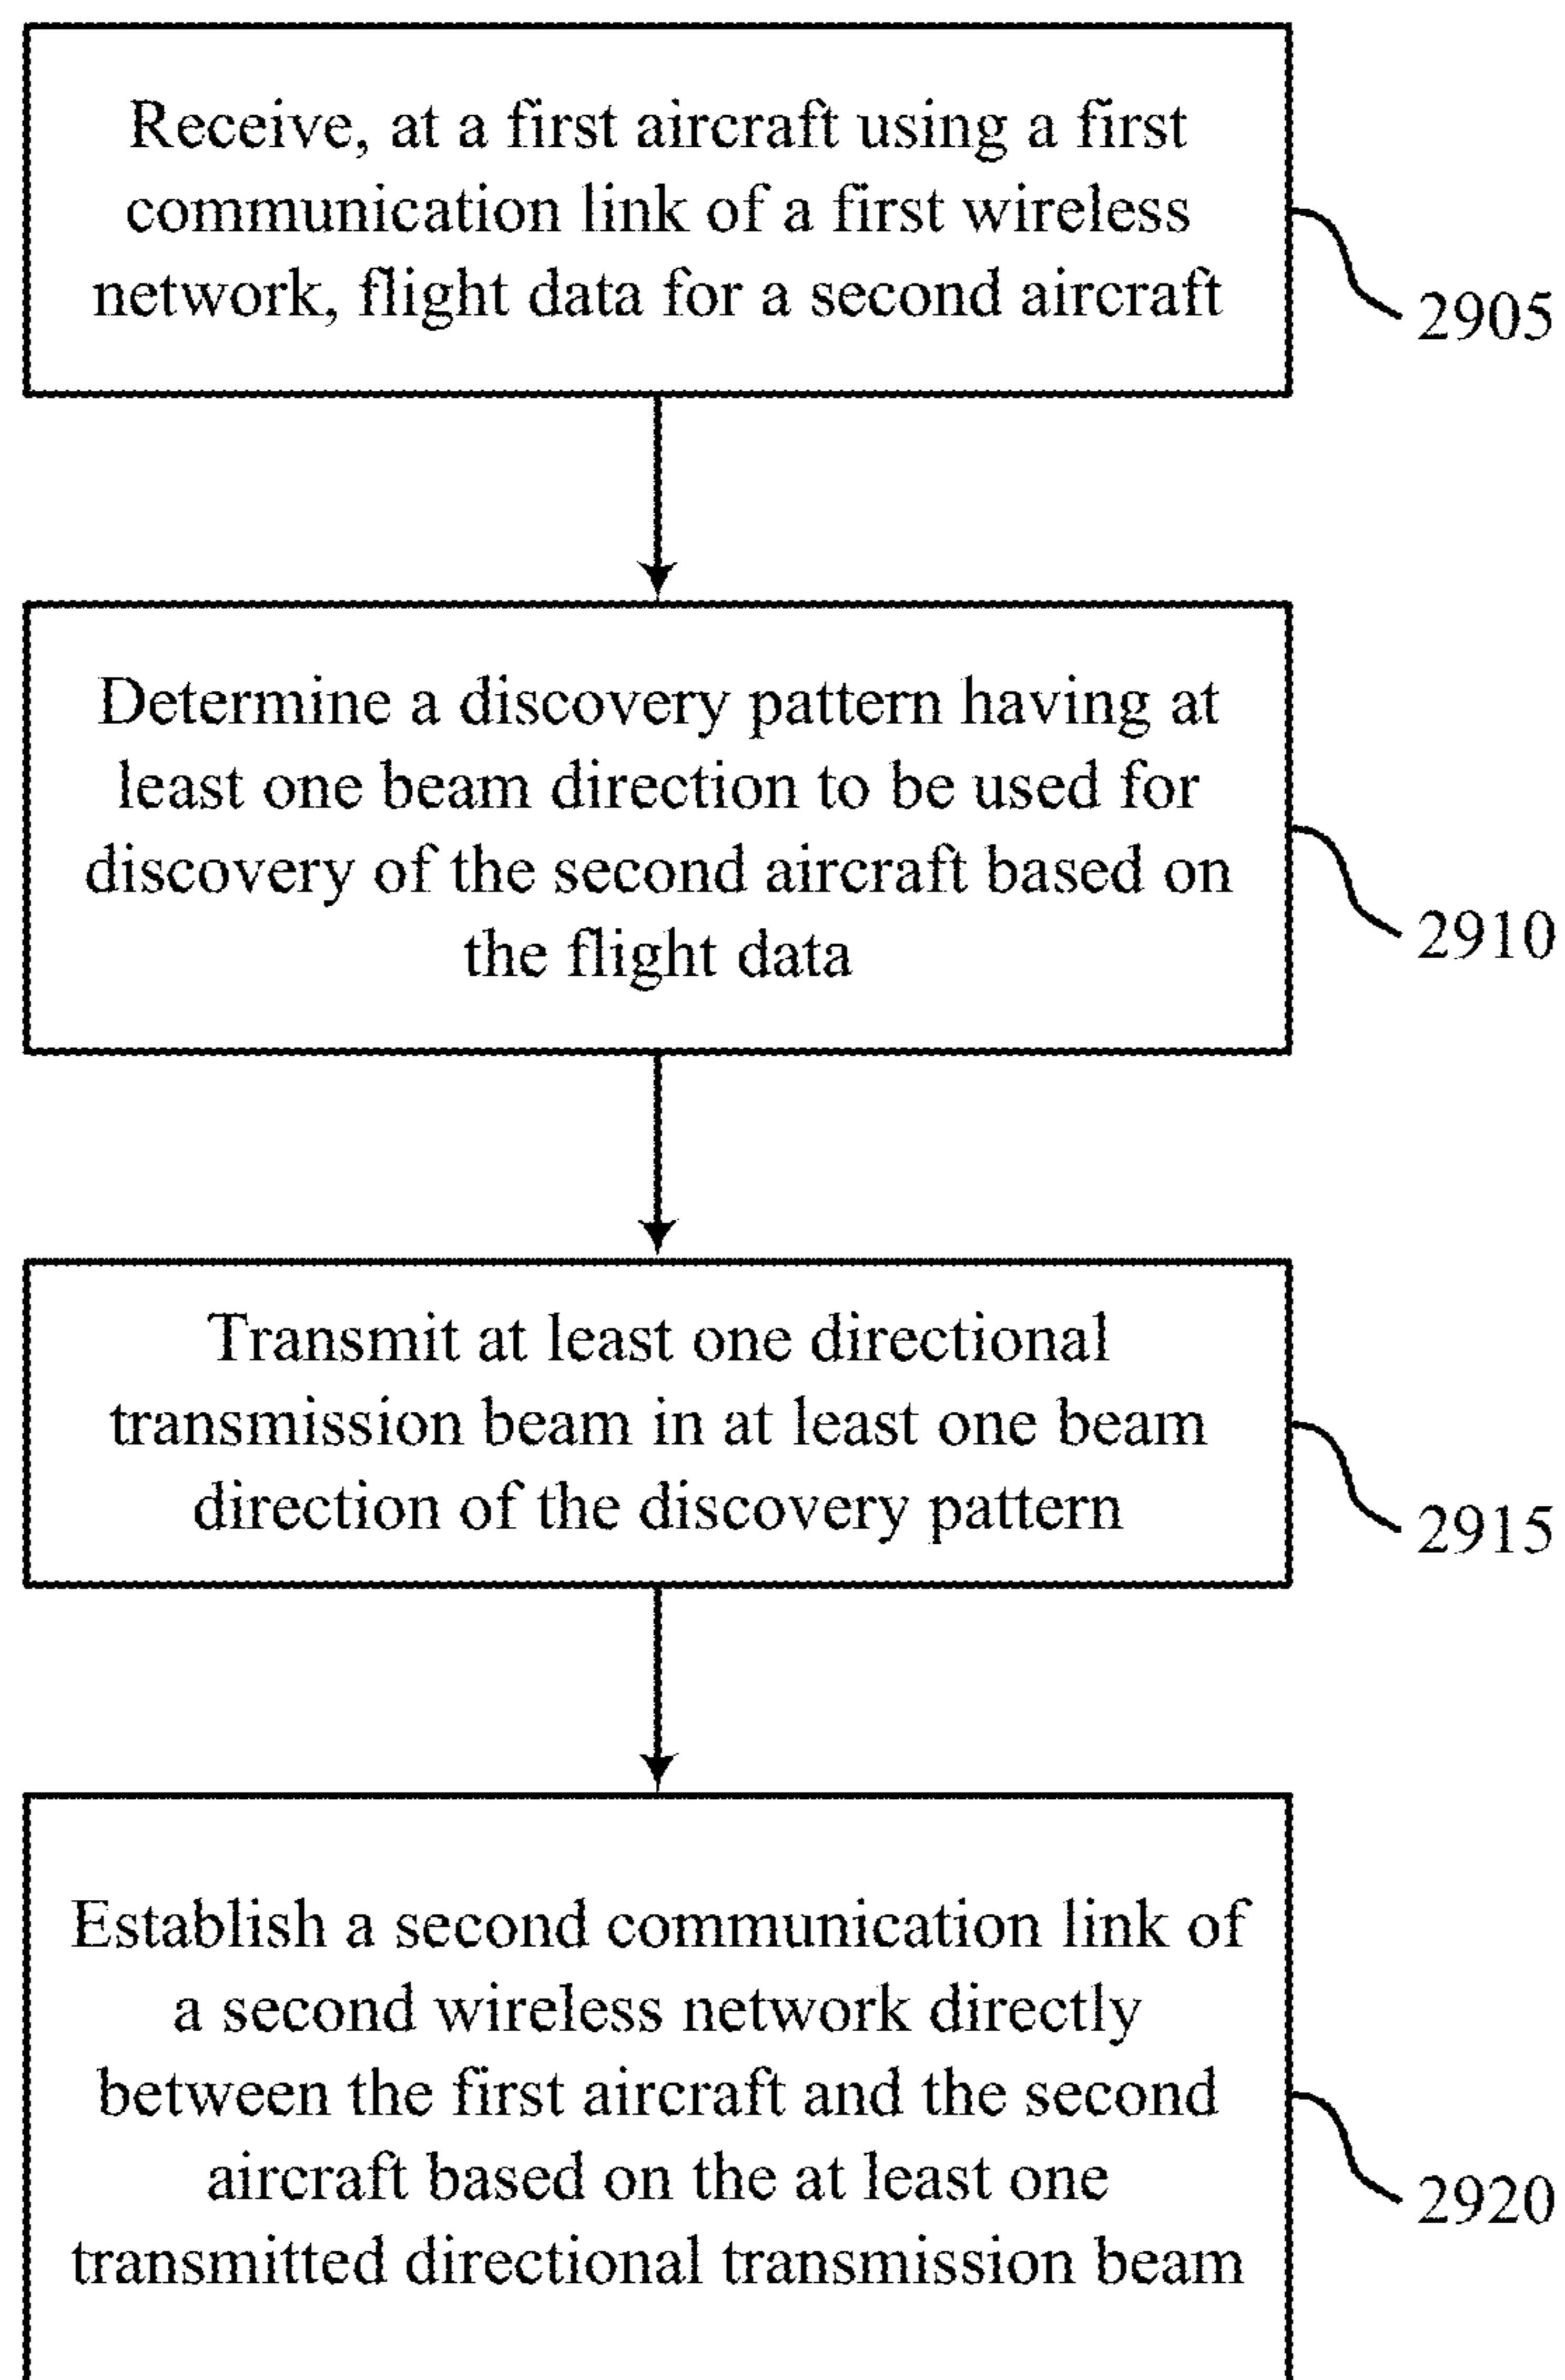 Receive, at a first aircraft using a first
communication link of a first wireless
network, flight data for a second aircraft
2905
Determine a discovery pattern having at
least one beam direction to be used for
discovery of the second aircraft based on
the flight data
2910
Transmit at least one directional
transmission beam in at least one beam
direction of the discovery pattern
2915
Establish a second communication link of
a second wireless network directly
between the first aircraft and the second
aircraft based on the at least one
transmitted directional transmission beam
2920